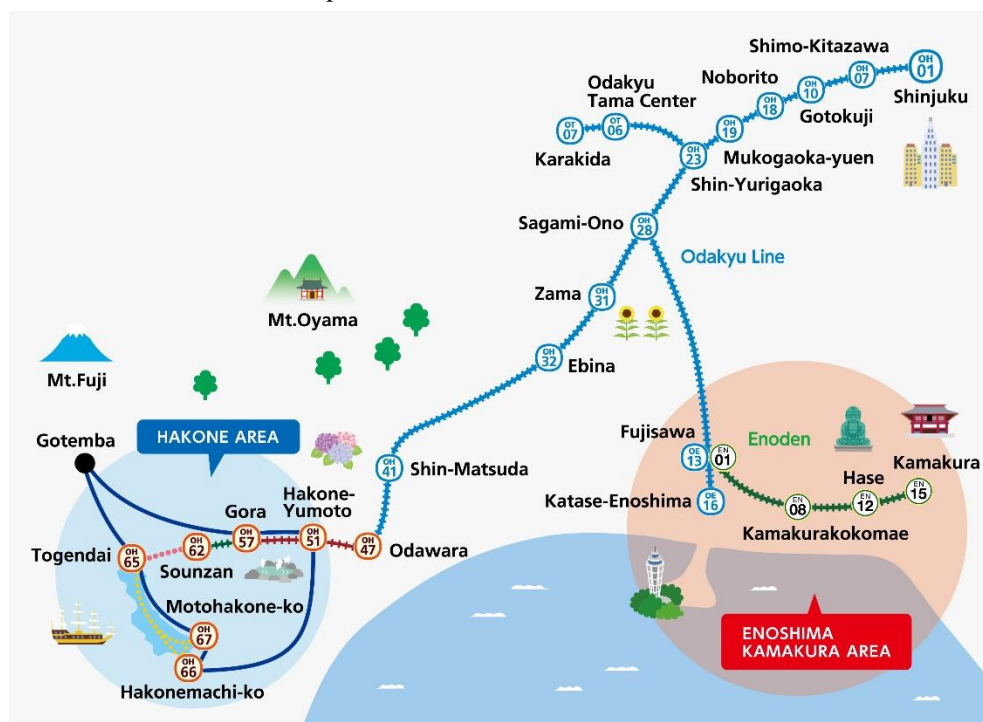 Shimo-Kitazawa
OH
01
Shinjuku
OH
07
Noborito
OH
10
Gotokuji
OH
18
Odakyu
Tama Center
OH
19
Mukogaoka-yuen
OT
07
Karakida
OT
06
OH
23
Shin-Yurigaoka
Sagami-Ono
OH
28
Odakyu Line
Zama
OH
31
Mt.Oyama
OH
32
Ebina
Mt.Fuji
HAKONE AREA
Gotemba
OH
41
Shin-Matsuda
Fujisawa
OE
13
EN
01
Enoden
Hase
Kamakura
EN
15
EN
12
EN
08
Kamakurakokomae
Katase-Enoshima
OE
16
Hakone-
Yumoto
OH
51
Gora
OH
57
OH
47
Odawara
OH
62
Sounzan
Togendai
OH
65
Motohakone-ko
OH
67
OH
66
Hakonemachi-ko
ENOSHIMA
KAMAKURA AREA